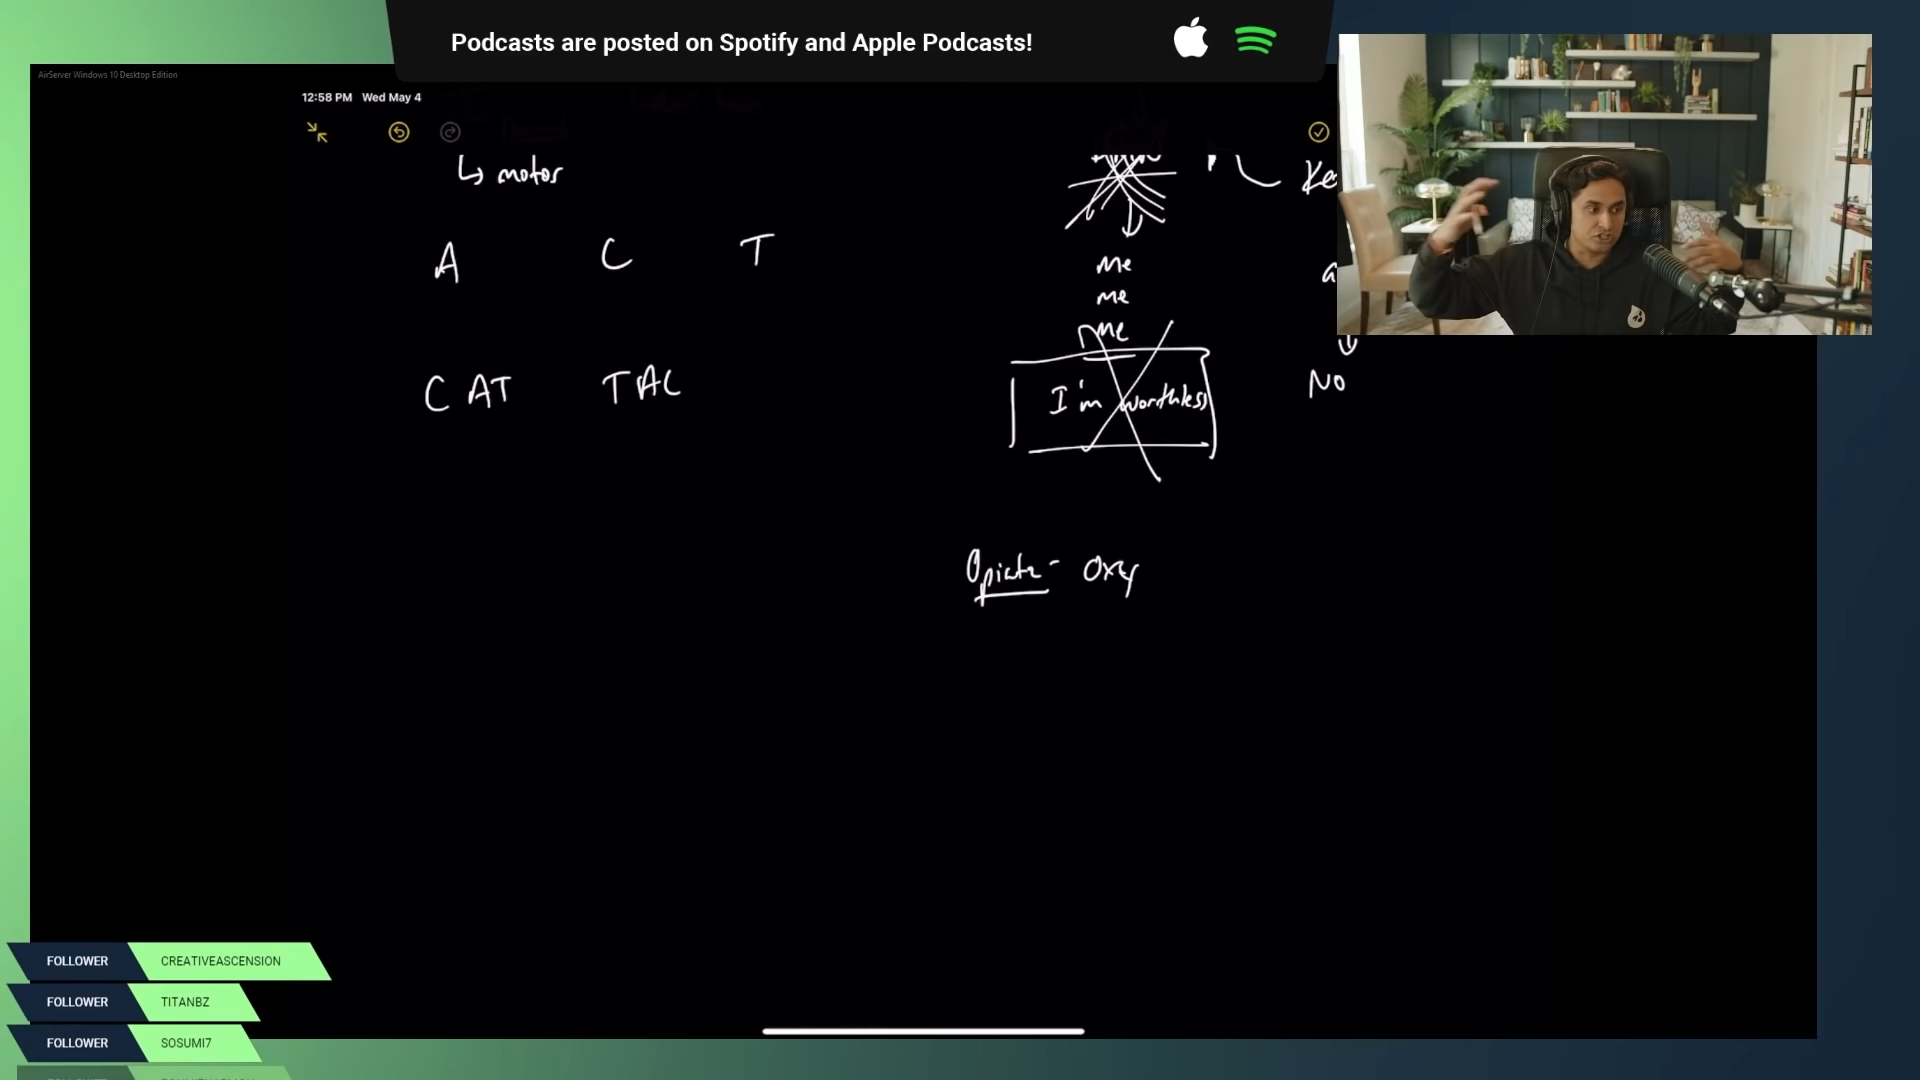 Podcasts are posted on Spotify and Apple Podcasts!
AirServer Windows 10 Desktop Edition
12:58 PM Wed May 4
motor
A C T
me
me
me
CAT TAC
I'm worthless
NO
Opiate - Oxy
FOLLOWER CREATIVEASCENSION
FOLLOWER TITANBZ
FOLLOWER SOSUMI7